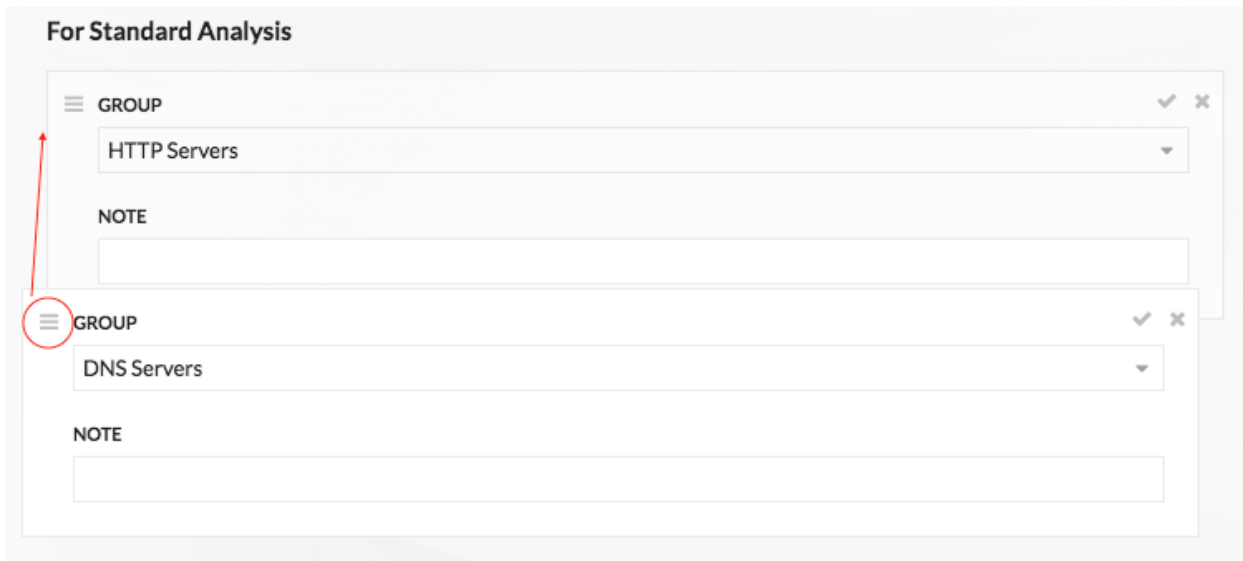 For Standard Analysis
GROUP
HTTP Servers
NOTE
GROUP
DNS Servers
NOTE